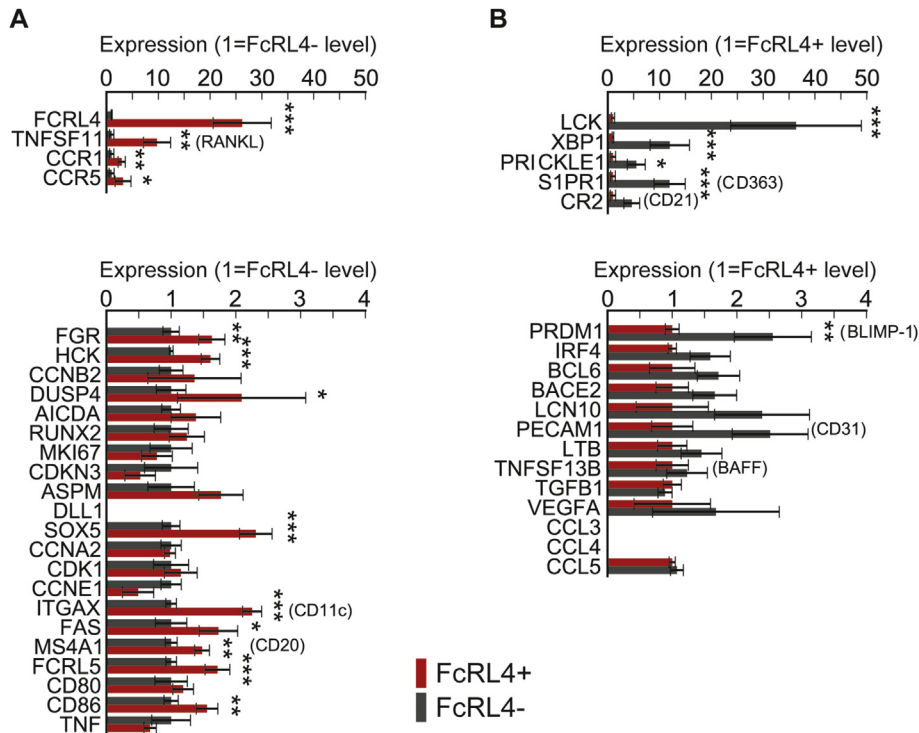 A
Expression (1=FcRL4- level)
0 10 20 30 40 50
FCRL4 ***
TNFSF11 ** (RANKL)
CCR1 **
CCR5 *
Expression (1=FcRL4- level)
0 1 2 3 4
FGR **
HCK ***
CCNB2
DUSP4 *
AICDA
RUNX2
MKI67
CDKN3
ASPM
DLL1
SOX5 ***
CCNA2
CDK1
CCNE1
ITGAX *** (CD11c)
FAS *
MS4A1 ** (CD20)
FCRL5 ***
CD80
CD86 **
TNF
B
Expression (1=FcRL4+ level)
0 10 20 30 40 50
LCK ***
XBP1 ***
PRICKLE1 *
S1PR1 *** (CD363)
CR2 (CD21)
Expression (1=FcRL4+ level)
0 1 2 3 4
PRDM1 ** (BLIMP-1)
IRF4
BCL6
BACE2
LCN10
PECAM1 (CD31)
LTB
TNFSF13B (BAFF)
TGFB1
VEGFA
CCL3
CCL4
CCL5
FcRL4+
FcRL4-